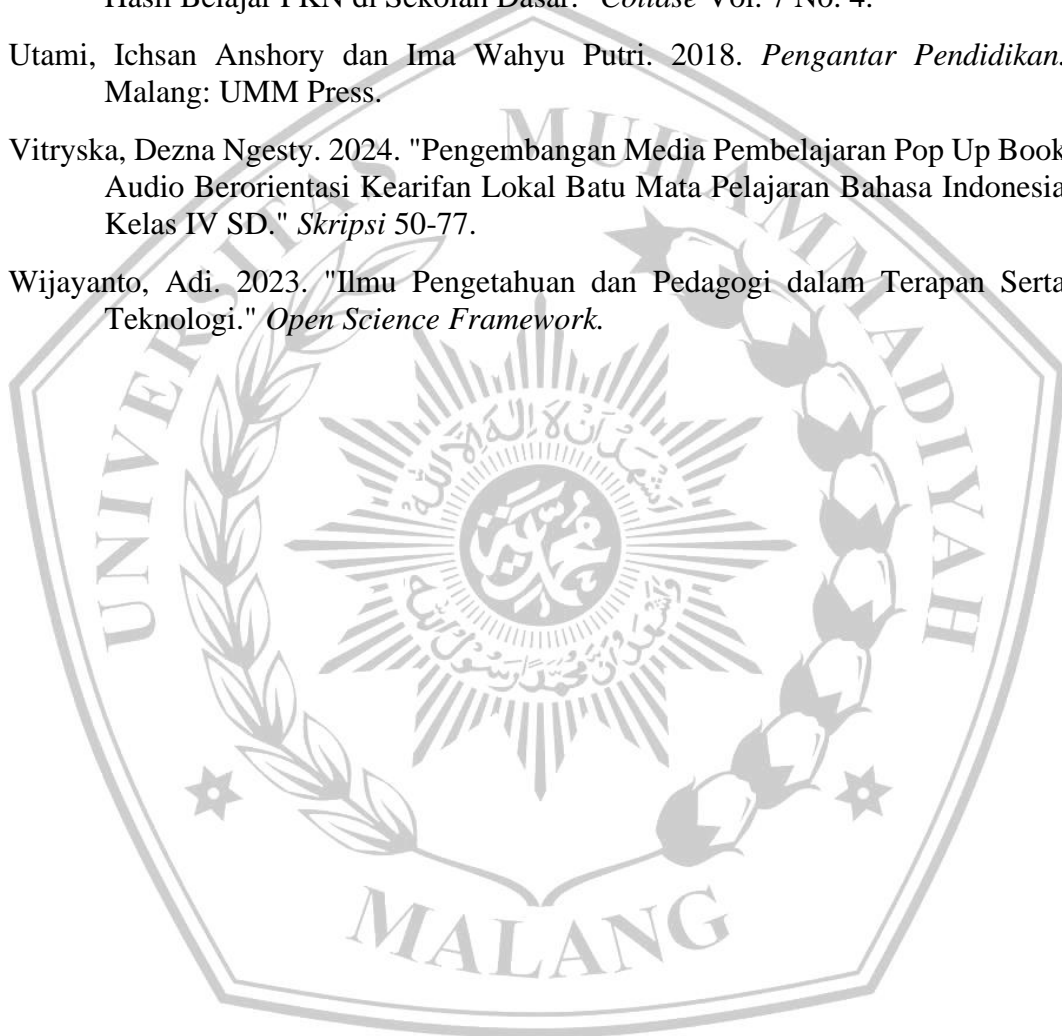 Hasil Belajar PKN di Sekolah Dasar." Collase Vol. 7 No. 4.
Utami, Ichsan Anshory dan Ima Wahyu Putri. 2018. Pengantar Pendidikan.
Malang: UMM Press.
Vitryska, Dezna Ngesty. 2024. "Pengembangan Media Pembelajaran Pop Up Book
Audio Berorientasi Kearifan Lokal Batu Mata Pelajaran Bahasa Indonesia
Kelas IV SD." Skripsi 50-77.
Wijayanto, Adi. 2023. "Ilmu Pengetahuan dan Pedagogi dalam Terapan Serta
Teknologi." Open Science Framework.
UNIVERSITAS MUHAMMADIYAH
MALANG